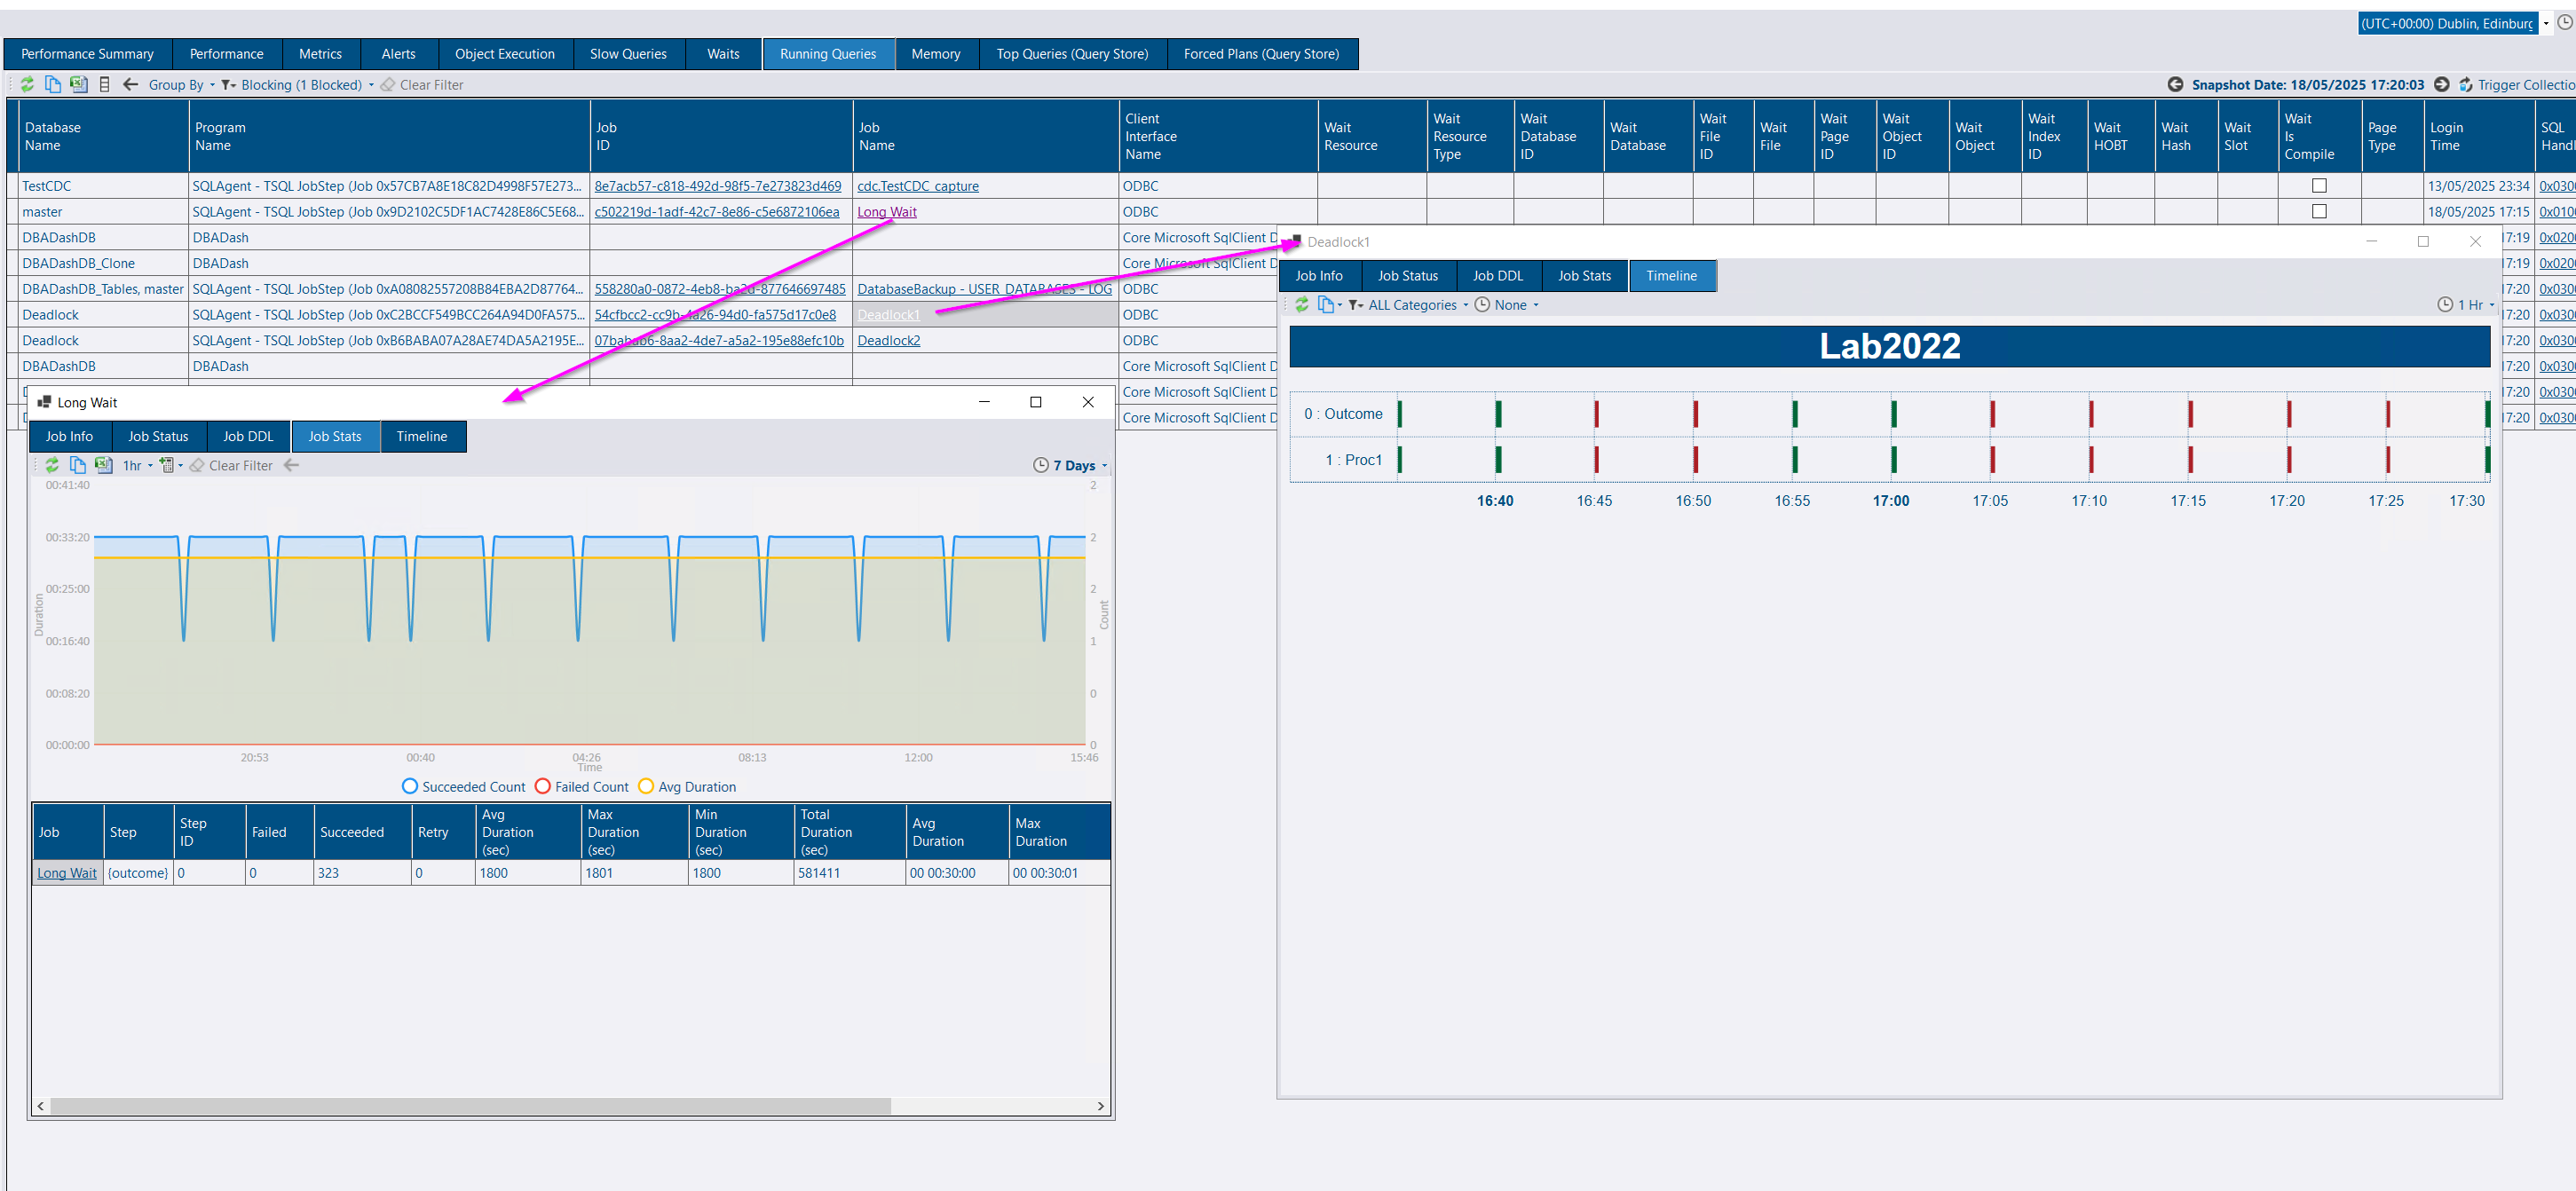 (UTC+00:00) Dublin, Edinburg
Performance Summary Performance Metrics Alerts Object Execution Slow Queries Waits Running Queries Memory Top Queries (Query Store) Forced Plans (Query Store)
Group By Blocking (1 Blocked) Clear Filter Snapshot Date: 18/05/2025 17:20:03 Trigger Collectio
Database Name Program Name Job ID Job Name Client Interface Name Wait Resource Wait Resource Type Wait Database ID Wait Database Wait File ID Wait File Wait Page ID Wait Object ID Wait Object Wait Index ID Wait HOBT Wait Hash Wait Slot Wait Is Compile Page Type Login Time SQL Handl
TestCDC SQLAgent - TSQL JobStep (Job 0x57CB7A8E18C82D4998F57E273... 8e7acb57-c818-492d-98f5-7e273823d469 cdc.TestCDC_capture ODBC 13/05/2025 23:34 0x0300
master SQLAgent - TSQL JobStep (Job 0x9D2102C5DF1AC7428E86C5E68... c502219d-1adf-42c7-8e86-c5e6872106ea Long Wait ODBC 18/05/2025 17:15 0x0100
DBADashDB DBADash Core Microsoft SqlClient D 17:19 0x0200
DBADashDB_Clone DBADash Core Microsoft SqlClient D 17:19 0x0200
DBADashDB_Tables, master SQLAgent - TSQL JobStep (Job 0xA08082557208B84EBA2D87764... 558280a0-0872-4eb8-ba2d-877646697485 DatabaseBackup - USER_DATABASES - LOG ODBC 17:20 0x0300
Deadlock SQLAgent - TSQL JobStep (Job 0xC2BCCF549BCC264A94D0FA575... 54cfbcc2-cc9b-4a26-94d0-fa575d17c0e8 Deadlock1 ODBC 17:20 0x0300
Deadlock SQLAgent - TSQL JobStep (Job 0xB6BABA07A28AE74DA5A2195E... 07babab6-8aa2-4de7-a5a2-195e88efc10b Deadlock2 ODBC 17:20 0x0300
DBADashDB DBADash Core Microsoft SqlClient D 17:20 0x0300
Core Microsoft SqlClient D 17:20 0x0300
Core Microsoft SqlClient D 17:20 0x0300
Deadlock1
Job Info Job Status Job DDL Job Stats Timeline
ALL Categories None 1 Hr
Lab2022
0 : Outcome
1 : Proc1
16:40 16:45 16:50 16:55 17:00 17:05 17:10 17:15 17:20 17:25 17:30
Long Wait
Job Info Job Status Job DDL Job Stats Timeline
1hr Clear Filter 7 Days
00:41:40 2
00:33:20 2
00:25:00 2
00:16:40 1
00:08:20 0
00:00:00 0
Duration
Count
20:53 00:40 04:26 08:13 12:00 15:46
Time
Succeeded Count Failed Count Avg Duration
Job Step Step ID Failed Succeeded Retry Avg Duration (sec) Max Duration (sec) Min Duration (sec) Total Duration (sec) Avg Duration Max Duration
Long Wait {outcome} 0 0 323 0 1800 1801 1800 581411 00 00:30:00 00 00:30:01